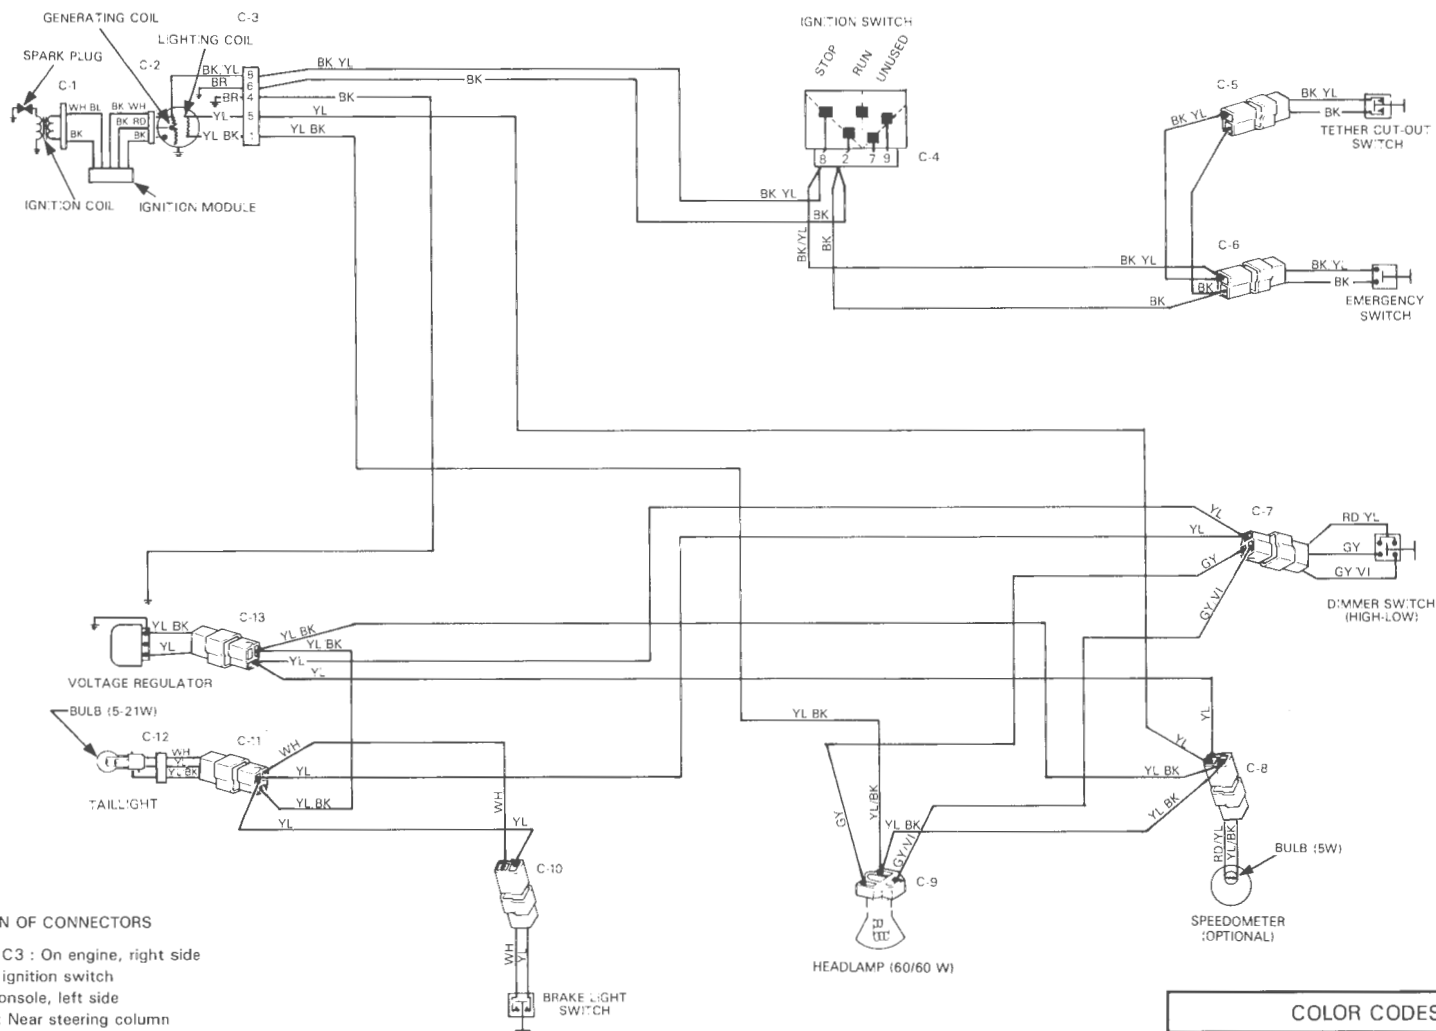 GENERATING COIL
C-3
LIGHTING COIL
SPARK PLUG
C-2
C-1
WH BL
BK
BK WH
BK RD
BK
BK YL
BR
BR
YL
YL BK
6
4
5
1
BK YL
BK
BK
YL
YL BK
IGNITION COIL
IGNITION MODULE
IGNITION SWITCH
STOP
RUN
UNUSED
8
2
7
9
C-4
BK YL
BK
BK/YL
BK
C-5
BK YL
BK YL
BK
TETHER CUT-OUT
SWITCH
C-6
BK YL
BK
BK
BK YL
BK
EMERGENCY
SWITCH
YL
YL
GY
GY VI
C-7
RD YL
GY
GY VI
DIMMER SWITCH
(HIGH-LOW)
YL BK
YL
C-13
YL BK
YL BK
YL
YL
VOLTAGE REGULATOR
BULB (5-21W)
C-12
WH
YL
YL BK
C-11
WH
YL
YL BK
YL
YL
TAILLIGHT
WH
C-10
WH
YL
BRAKE LIGHT
SWITCH
YL BK
GY
YL/BK
YL BK
GY/VI
C-9
HEADLAMP (60/60 W)
YL
YL
YL BK
YL BK
C-8
RD/YL
YL/BK
BULB (5W)
SPEEDOMETER
(OPTIONAL)
N OF CONNECTORS
C3 : On engine, right side
ignition switch
onsole, left side
: Near steering column
COLOR CODES